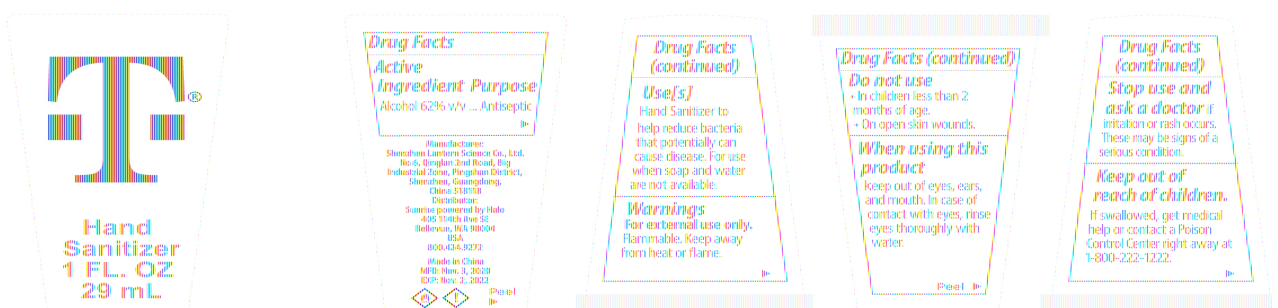 T®
Hand
Sanitizer
1 FL. OZ
29 mL
Drug Facts
Active
Ingredient Purpose
Alcohol 62% v/v ... Antiseptic
Manufacturer:
Shenzhen Lantern Science Co., Ltd.
No.6, Qinglan 2nd Road, Big
Industrial Zone, Pingshan District,
Shenzhen, Guangdong,
China 518118
Distributor:
Sunrise powered by Halo
405 114th Ave SE
Bellevue, WA 98004
USA
800.434.9272
Made in China
MFD: Nov. 3, 2020
EXP: Nov. 2, 2022
Peel
Drug Facts
(continued)
Use[s]
Hand Sanitizer to
help reduce bacteria
that potentially can
cause disease. For use
when soap and water
are not available.
Warnings
For external use only.
Flammable. Keep away
from heat or flame.
Drug Facts (continued)
Do not use
• In children less than 2
months of age.
• On open skin wounds.
When using this
product
Keep out of eyes, ears,
and mouth. In case of
contact with eyes, rinse
eyes thoroughly with
water.
Peel
Drug Facts
(continued)
Stop use and
ask a doctor if
irritation or rash occurs.
These may be signs of a
serious condition.
Keep out of
reach of children.
If swallowed, get medical
help or contact a Poison
Control Center right away at
1-800-222-1222.